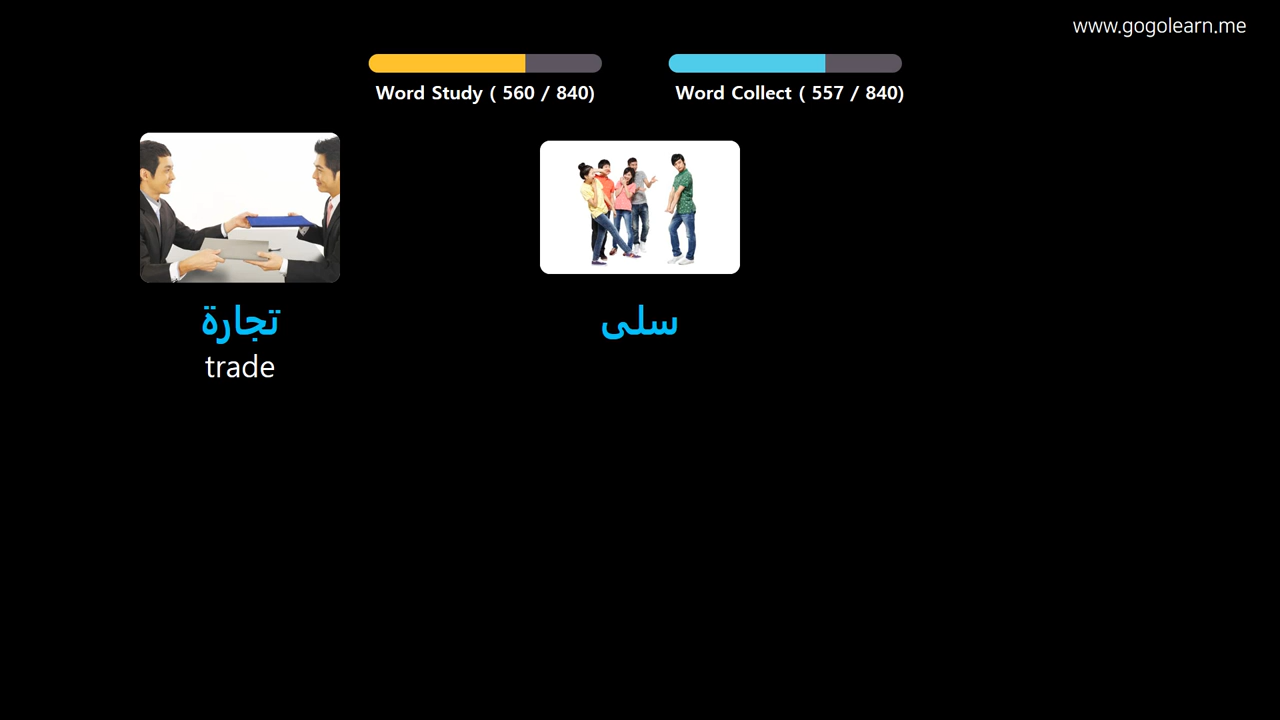 www.gogolearn.me
Word Study ( 560 / 840)
Word Collect ( 557 / 840)
تجارة
trade
سلى